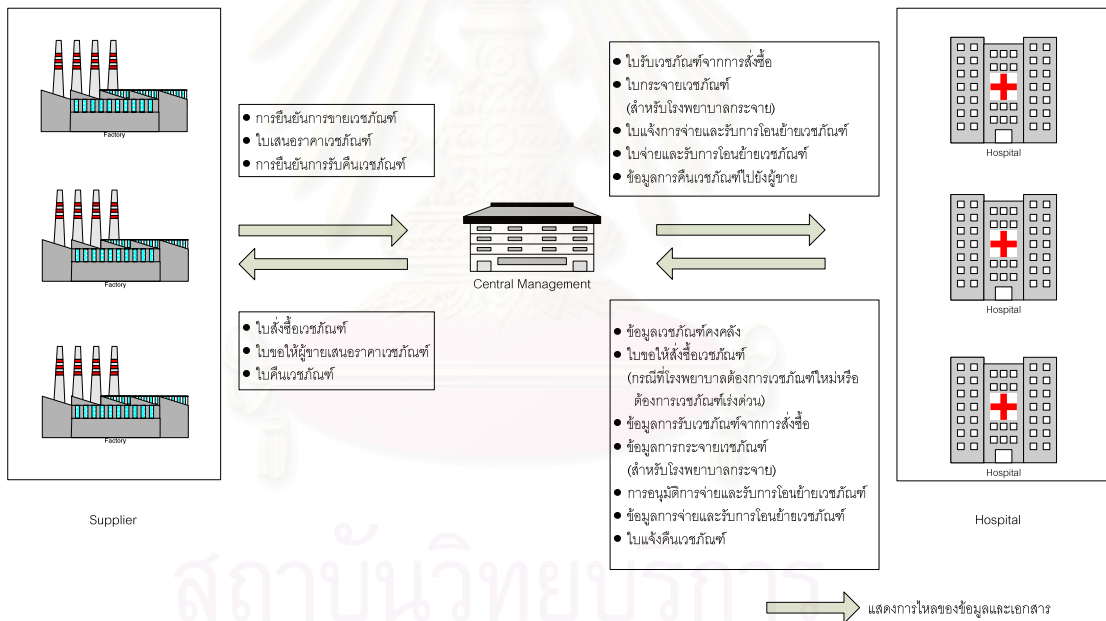 Factory
Factory
Factory
Supplier
● การยืนยันการขายเวชภัณฑ์
● ใบเสนอราคาเวชภัณฑ์
● การยืนยันการรับคืนเวชภัณฑ์
● ใบสั่งซื้อเวชภัณฑ์
● ใบขอให้ผู้ขายเสนอราคาเวชภัณฑ์
● ใบคืนเวชภัณฑ์
Central Management
● ใบรับเวชภัณฑ์จากการสั่งซื้อ
● ใบกระจายเวชภัณฑ์
(สำหรับโรงพยาบาลกระจาย)
● ใบแจ้งการจ่ายและรับการโอนย้ายเวชภัณฑ์
● ใบจ่ายและรับการโอนย้ายเวชภัณฑ์
● ข้อมูลการคืนเวชภัณฑ์ไปยังผู้ขาย
● ข้อมูลเวชภัณฑ์คงคลัง
● ใบขอให้สั่งซื้อเวชภัณฑ์
(กรณีที่โรงพยาบาลต้องการเวชภัณฑ์ใหม่หรือ
ต้องการเวชภัณฑ์เร่งด่วน)
● ข้อมูลการรับเวชภัณฑ์จากการสั่งซื้อ
● ข้อมูลการกระจายเวชภัณฑ์
(สำหรับโรงพยาบาลกระจาย)
● การอนุมัติการจ่ายและรับการโอนย้ายเวชภัณฑ์
● ข้อมูลการจ่ายและรับการโอนย้ายเวชภัณฑ์
● ใบแจ้งคืนเวชภัณฑ์
Hospital
Hospital
Hospital
Hospital
สถาบันวิทยบริการ
แสดงการไหลของข้อมูลและเอกสาร